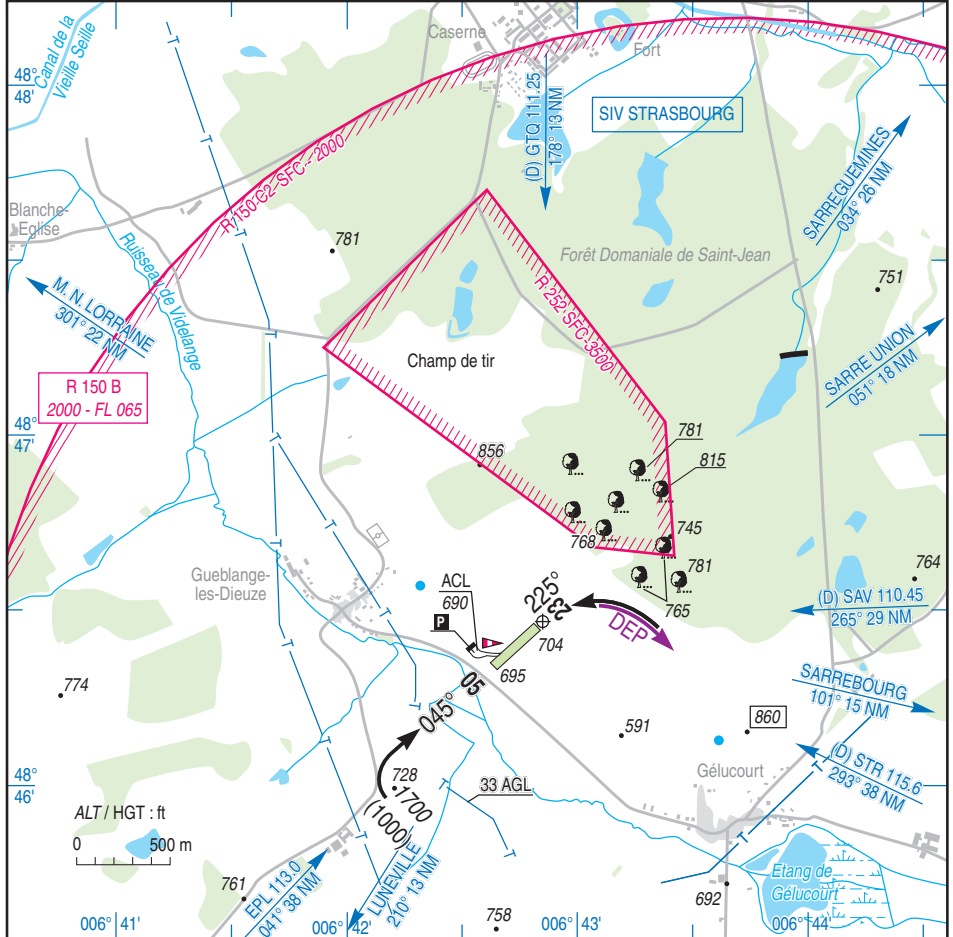 Caserne
Fort
Canal de la
Vieille Seille
48°
48'
(D) GTQ 111.25
178° 13 NM
SIV STRASBOURG
SARREGUEMINES
034° 26 NM
R 150 C2 SFC - 2000
Blanche-
Eglise
781
Forêt Domaniale de Saint-Jean
751
Ruisseau de Videlange
M. N. LORRAINE
301° 22 NM
R 252 SFC-3500
Champ de tir
SARRE UNION
051° 18 NM
R 150 B
2000 - FL 065
48°
47'
856
781
815
745
768
781
764
765
Gueblange-
les-Dieuze
ACL
690
P
225°
23
DEP
704
695
(D) SAV 110.45
265° 29 NM
SARREBOURG
101° 15 NM
774
05
045°
591
860
(D) STR 115.6
293° 38 NM
48°
46'
728
1700
(1000)
33 AGL
Gélucourt
ALT / HGT : ft
0 500 m
761
EPL 113.0
041° 38 NM
LUNEVILLE
210° 13 NM
758
692
Etang de
Gélucourt
006° 41'
006° 42'
006° 43'
006° 44'
T
T
T
T
T
T
T
T
T
T
T
T
T